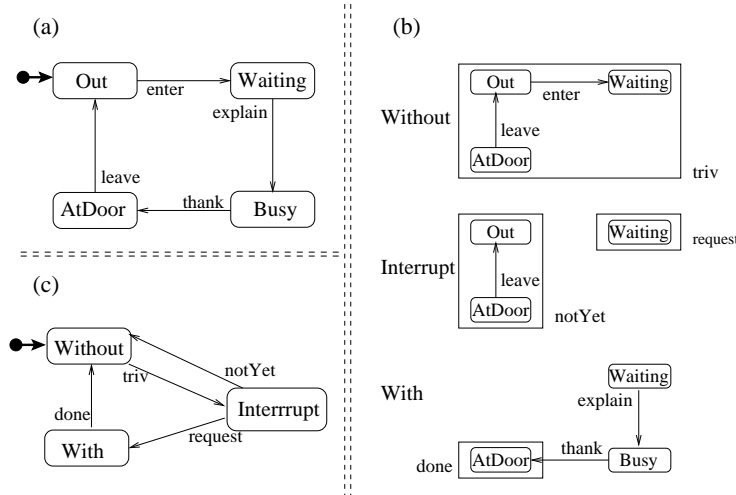 (a)
Out
enter
Waiting
explain
leave
AtDoor
thank
Busy
(c)
Without
triv
notYet
done
Interrrupt
request
With
(b)
Out
Waiting
enter
Without
leave
AtDoor
triv
Out
Waiting
request
Interrupt
leave
AtDoor
notYet
Waiting
With
explain
thank
done
AtDoor
Busy